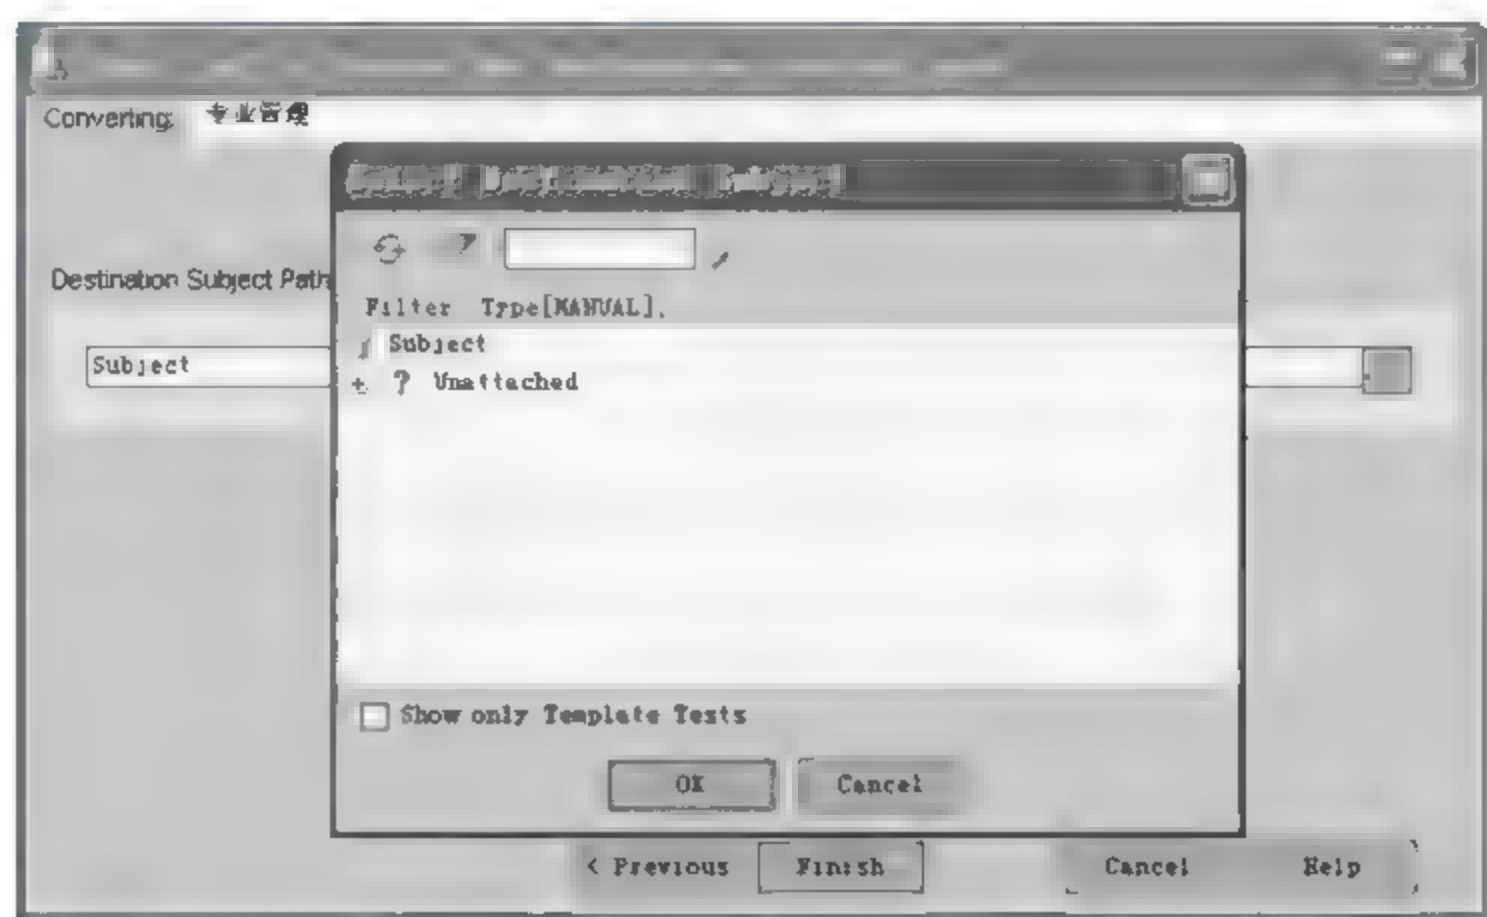 Converting: 专业管理
Destination Subject Path
Filter Type[MANUAL].
Subject
Subject
+ ? Unattached
Show only Template Tests
OK
Cancel
< Previous
Finish
Cancel
Help